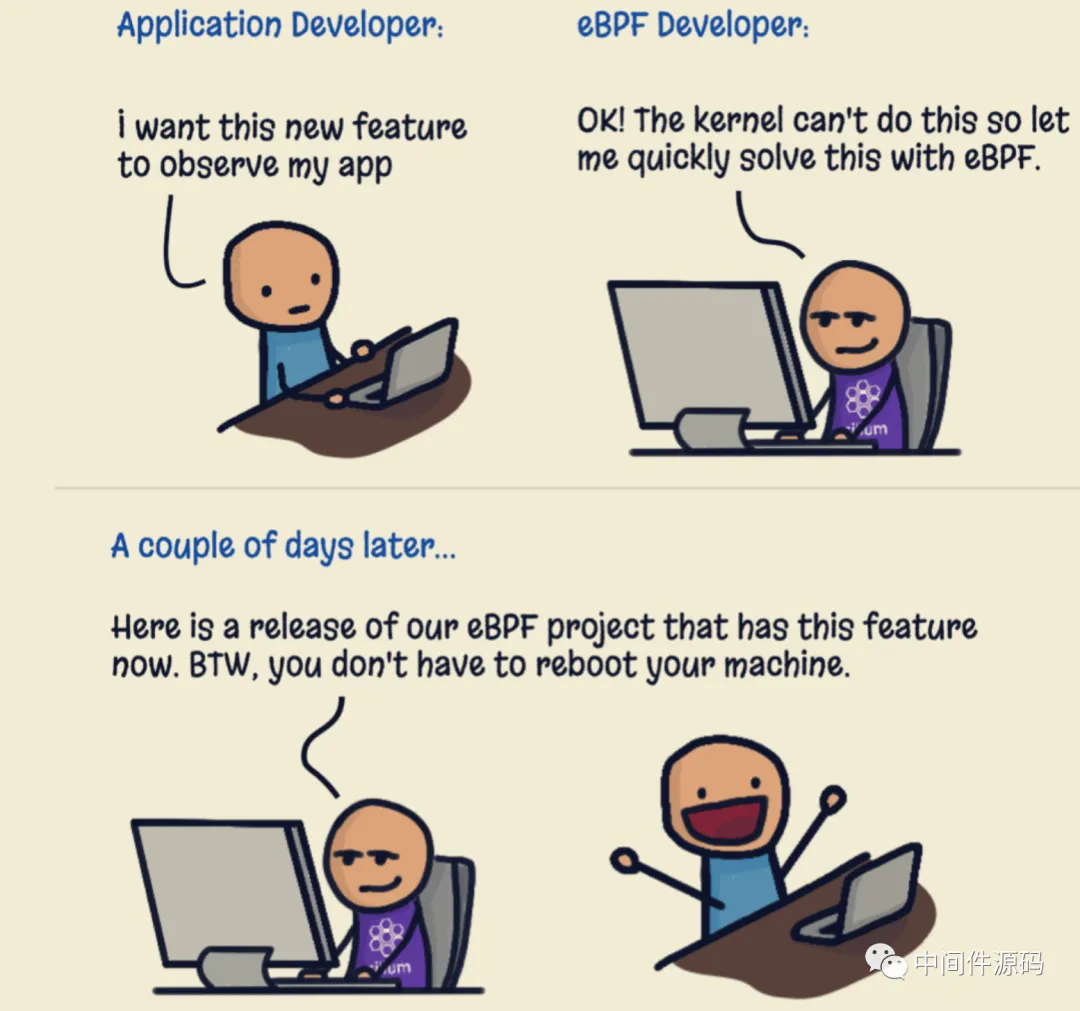 Application Developer:
eBPF Developer:
i want this new feature
to observe my app
OK! The kernel can't do this so let
me quickly solve this with eBPF.
A couple of days later...
Here is a release of our eBPF project that has this feature
now. BTW, you don't have to reboot your machine.
中间件源码